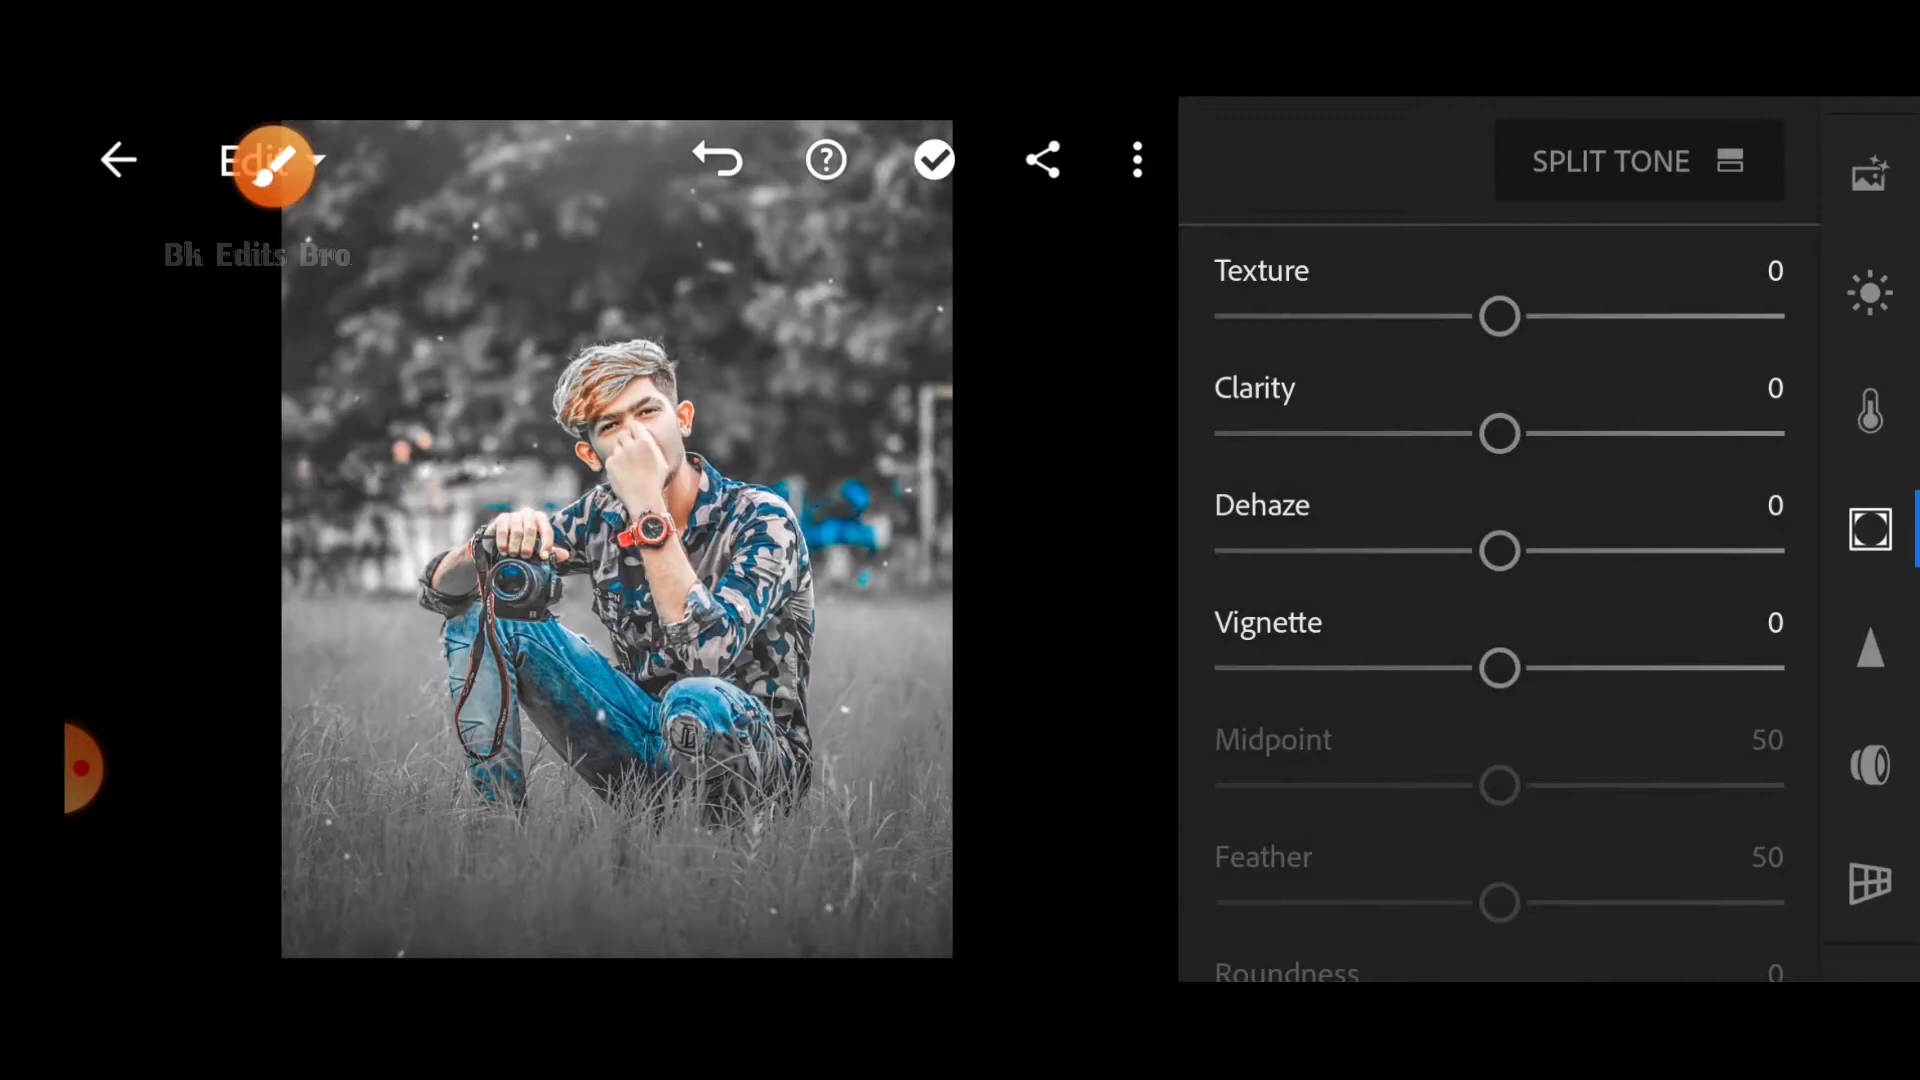 Edit
SPLIT TONE
Bk Edits Bro
Texture 0
Clarity 0
Dehaze 0
Vignette 0
Midpoint 50
Feather 50
Roundness 0